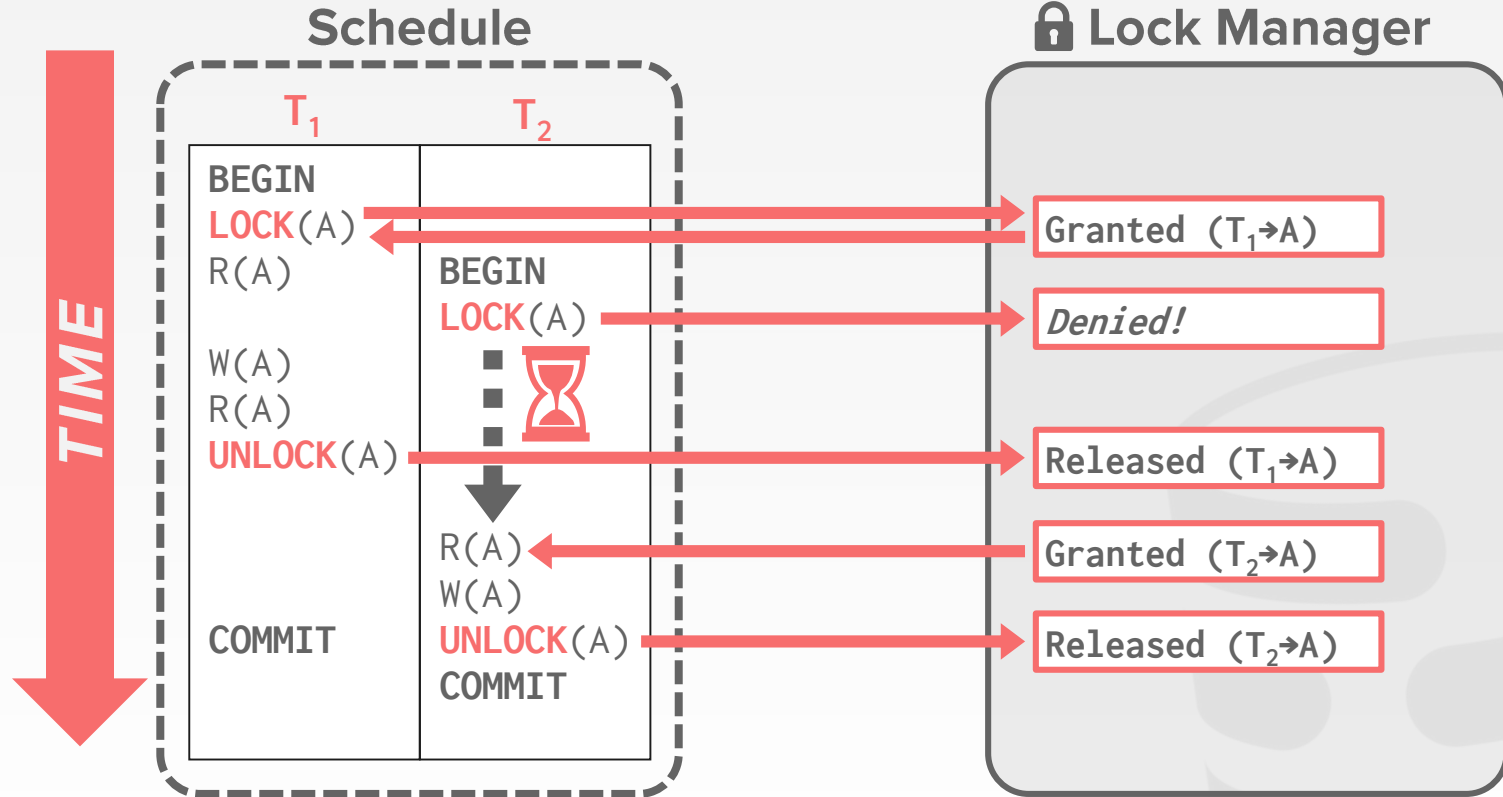 Schedule
Lock Manager
TIME
T₁
T₂
BEGIN
LOCK(A)
R(A)
W(A)
R(A)
UNLOCK(A)
COMMIT
BEGIN
LOCK(A)
R(A)
W(A)
UNLOCK(A)
COMMIT
Granted (T₁→A)
Denied!
Released (T₁→A)
Granted (T₂→A)
Released (T₂→A)